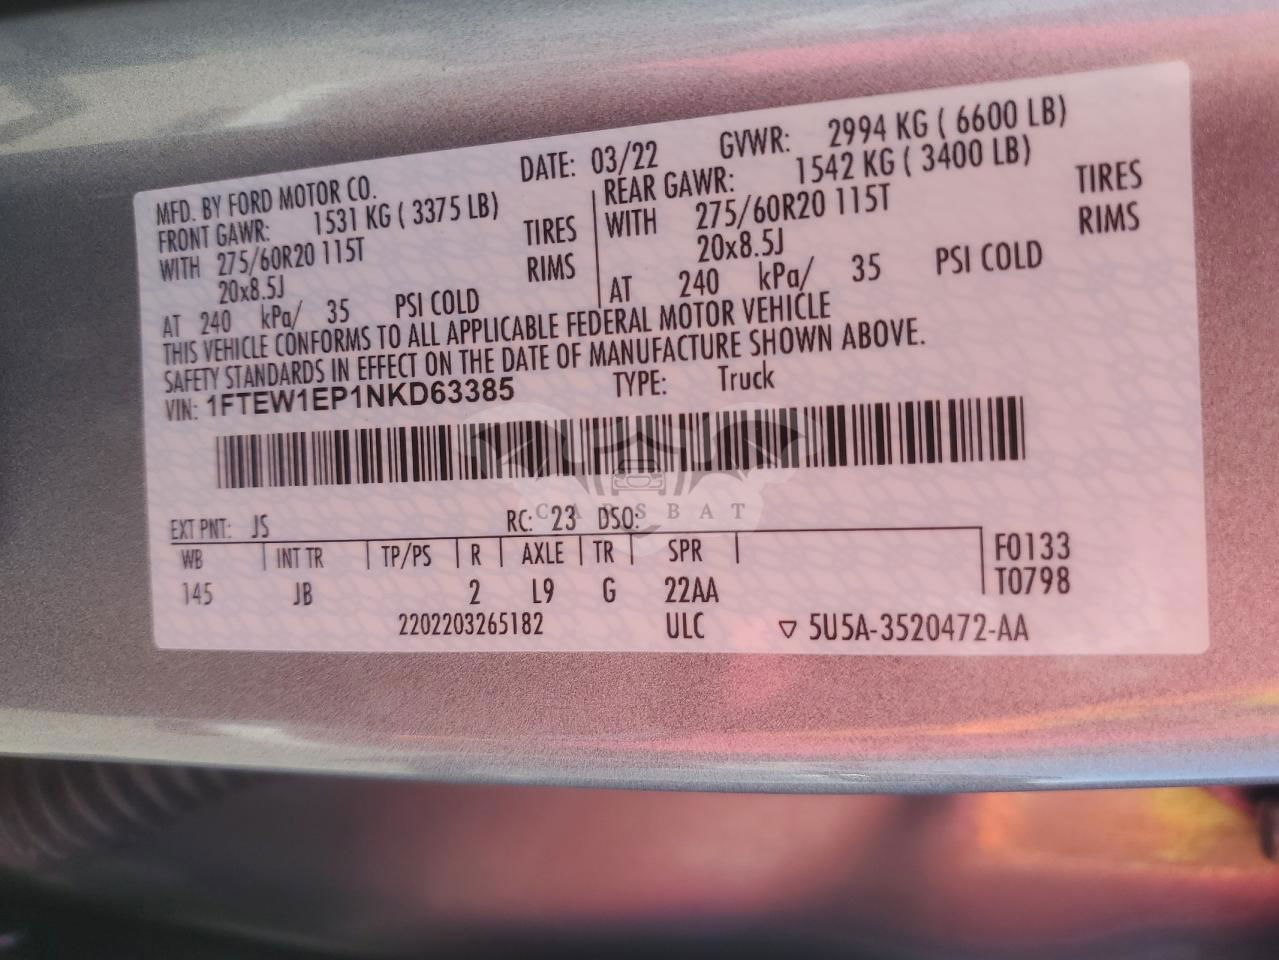 MFD. BY FORD MOTOR CO. DATE: 03/22 GVWR: 2994 KG ( 6600 LB)
FRONT GAWR: 1531 KG ( 3375 LB)
WITH 275/60R20 115T TIRES
20x8.5J RIMS
AT 240 kPa/ 35 PSI COLD
REAR GAWR: 1542 KG ( 3400 LB)
WITH 275/60R20 115T TIRES
20x8.5J RIMS
AT 240 kPa/ 35 PSI COLD
THIS VEHICLE CONFORMS TO ALL APPLICABLE FEDERAL MOTOR VEHICLE
SAFETY STANDARDS IN EFFECT ON THE DATE OF MANUFACTURE SHOWN ABOVE.
VIN: 1FTEW1EP1NKD63385 TYPE: Truck
CARSBAT
EXT PNT: JS RC: 23 DSO:
WB INT TR TP/PS R AXLE TR SPR F0133
145 JB 2 L9 G 22AA T0798
2202203265182 ULC ▽ 5U5A-3520472-AA